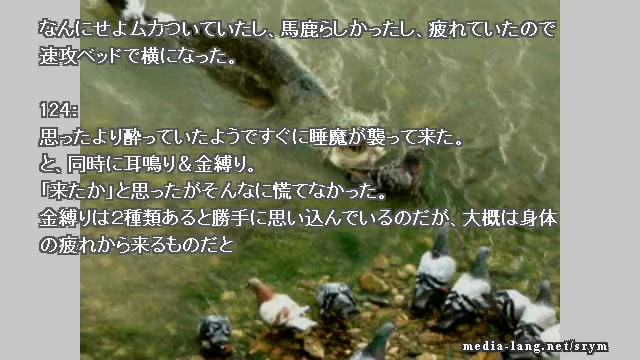 なんにせよムカついていたし、馬鹿らしかったし、疲れていたので
速攻ベッドで横になった。
124:
思ったより酔っていたようですぐに睡魔が襲って来た。
と、同時に耳鳴り＆金縛り。
「来たか」と思ったがそんなに慌てなかった。
金縛りは２種類あると勝手に思い込んでいるのだが、大概は身体
の疲れから来るものだと
media-lang.net/srym